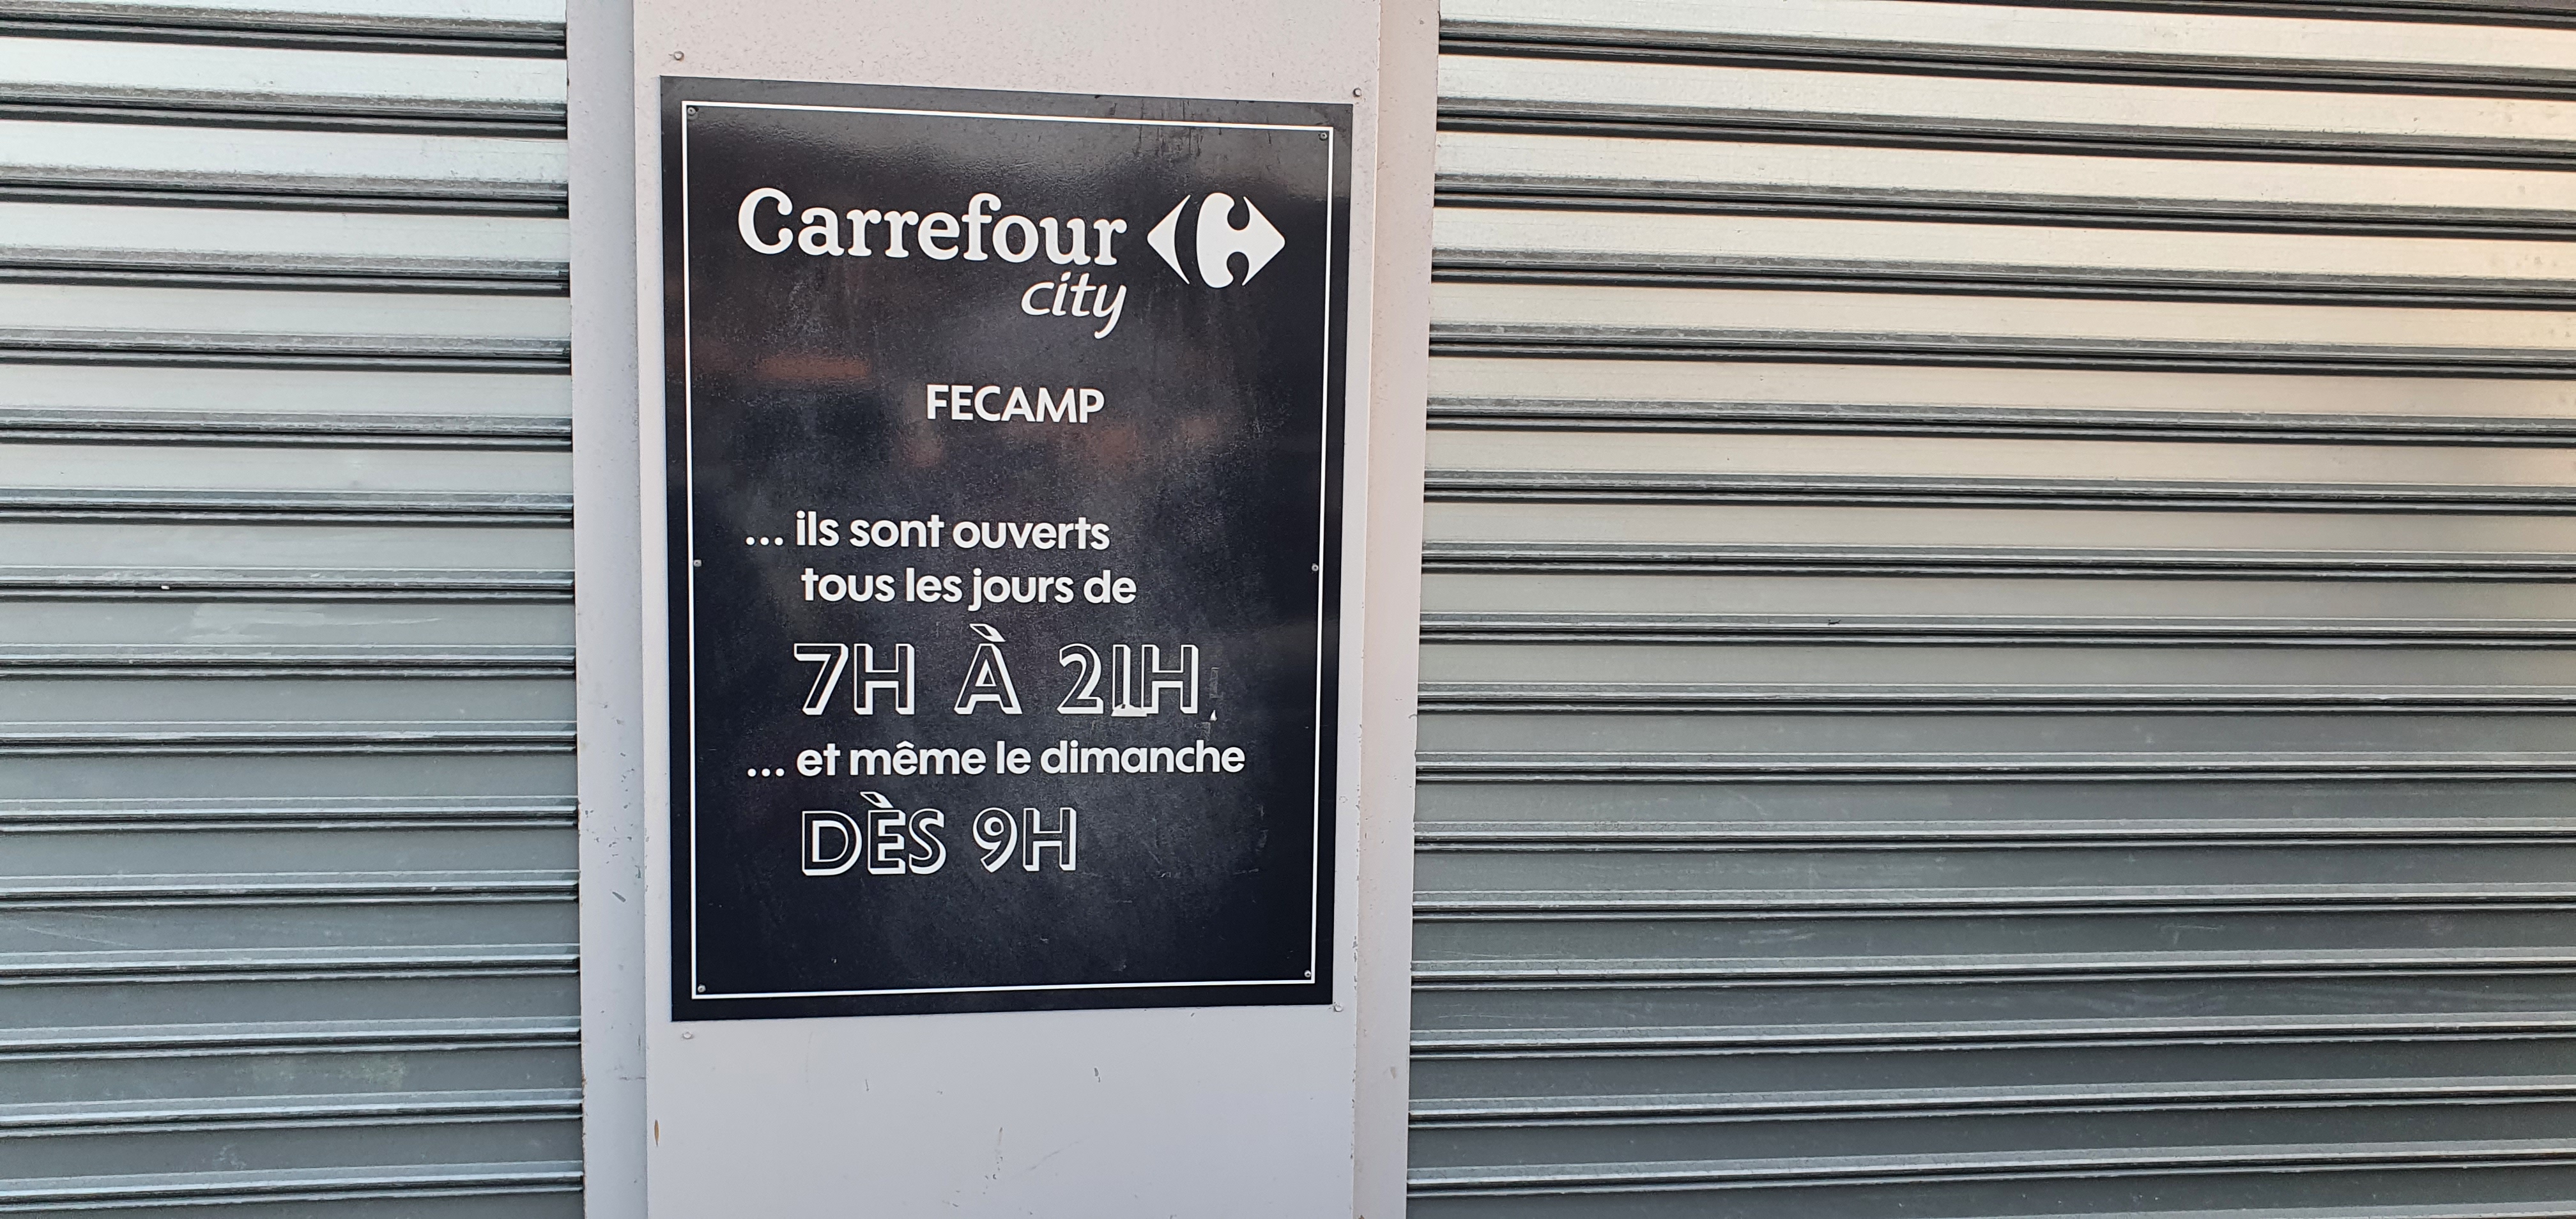 Carrefour
city
FECAMP
... ils sont ouverts
tous les jours de
7H À 21H
... et même le dimanche
DÈS 9H